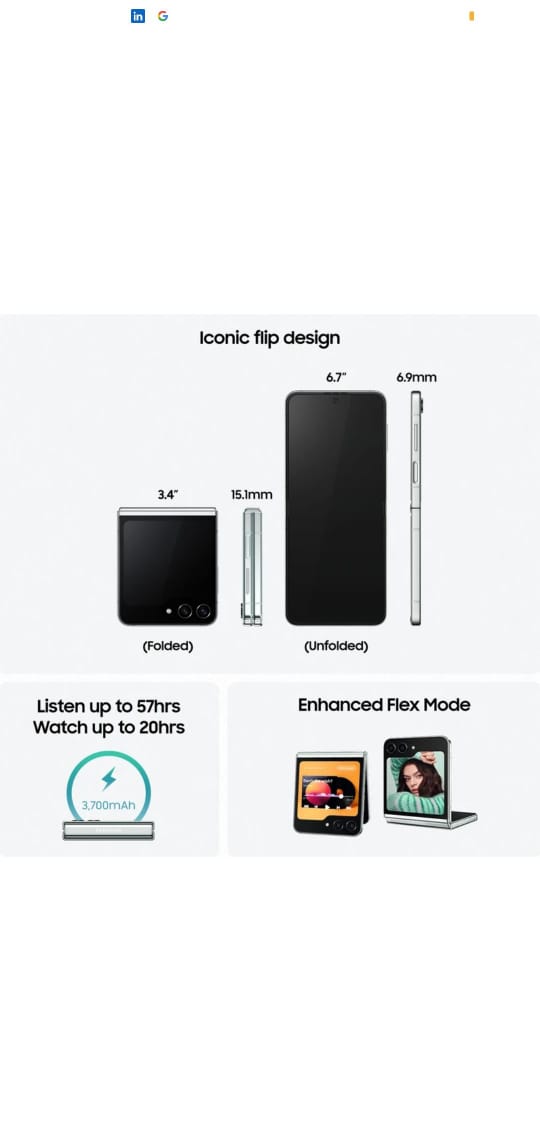 in G
Iconic flip design
6.7"
6.9mm
3.4"
15.1mm
(Folded)
(Unfolded)
Listen up to 57hrs
Watch up to 20hrs
3,700mAh
SAMSUNG
Enhanced Flex Mode